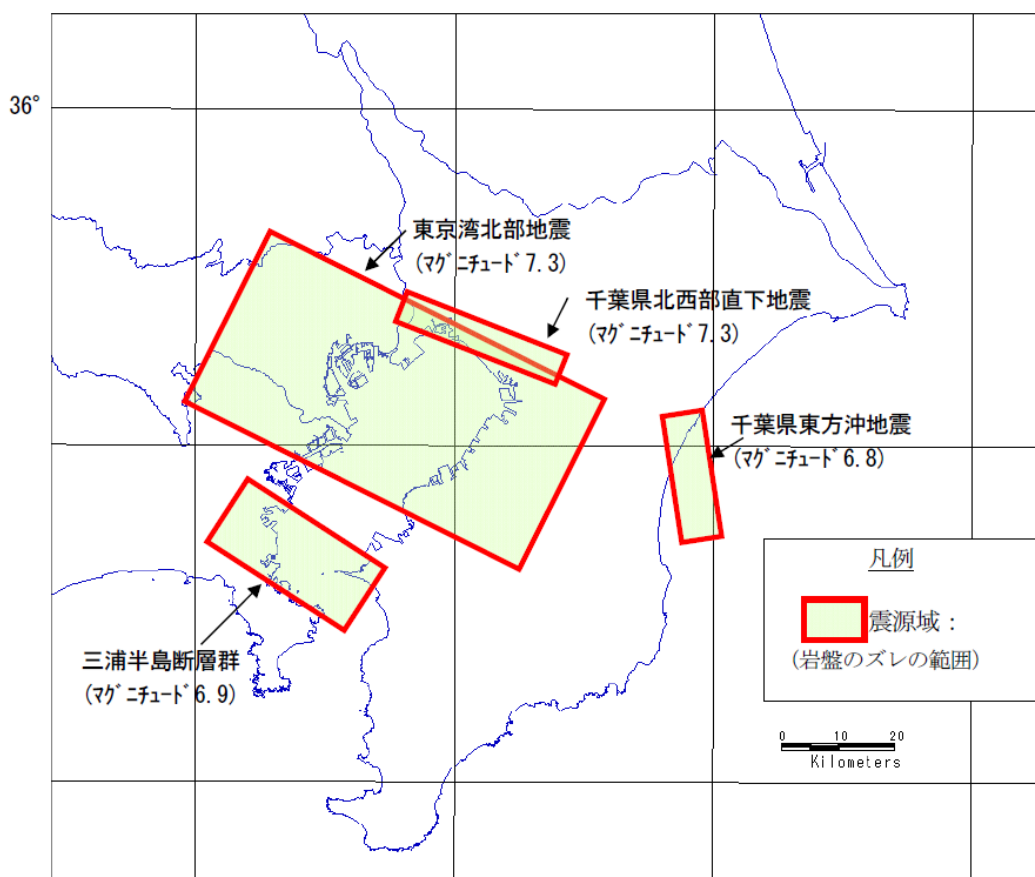 36°
東京湾北部地震
(ﾏｸﾞﾆﾁｭｰﾄﾞ7.3)
千葉県北西部直下地震
(ﾏｸﾞﾆﾁｭｰﾄﾞ7.3)
千葉県東方沖地震
(ﾏｸﾞﾆﾁｭｰﾄﾞ6.8)
三浦半島断層群
(ﾏｸﾞﾆﾁｭｰﾄﾞ6.9)
凡例
震源域：
(岩盤のズレの範囲)
0 10 20
Kilometers